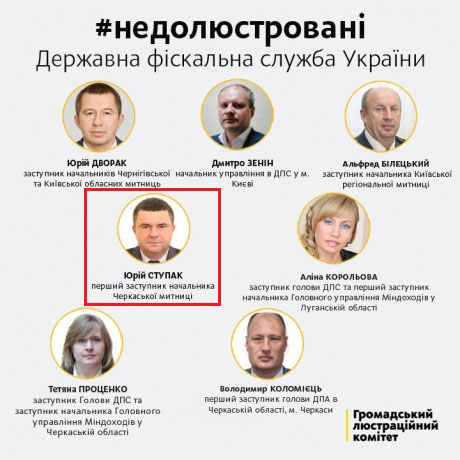 #недолюстровані
Державна фіскальна служба України
Юрій ДВОРАК
заступник начальників Чернігівської
та Київської обласних митниць
Дмитро ЗЕНІН
начальник управління в ДПС у м.
Києві
Альфред БІЛЕЦЬКИЙ
заступник начальника Київської
регіональної митниці
Юрій СТУПАК
перший заступник начальника
Черкаської митниці
Аліна КОРОЛЬОВА
заступник голови ДПС та перший заступник
начальника Головного управління Міндоходів у
Луганській області
Тетяна ПРОЦЕНКО
заступник Голови ДПС та
заступник начальника Головного
управління Міндоходів у
Черкаській області
Володимир КОЛОМІЄЦЬ
перший заступник голови ДПА в
Черкаській області, м. Черкаси
Громадський
люстраційний
комітет